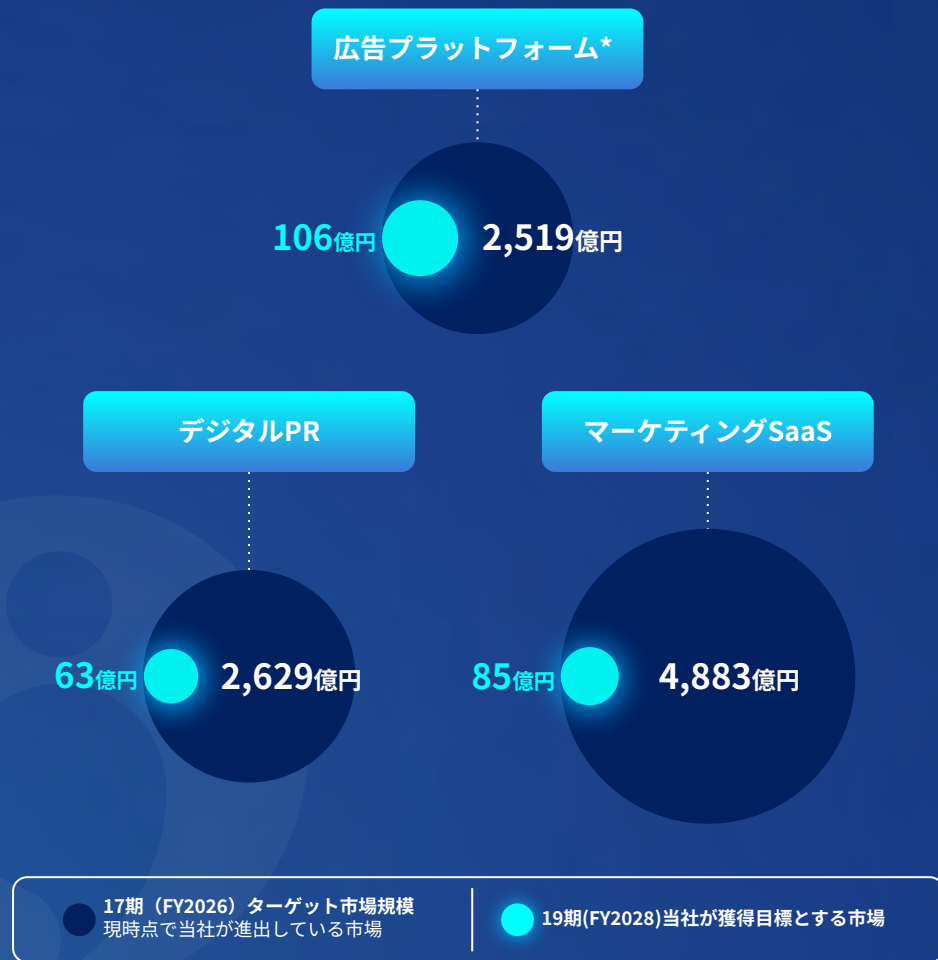 広告プラットフォーム*
106億円
2,519億円
デジタルPR
マーケティングSaaS
63億円
2,629億円
85億円
4,883億円
17期（FY2026）ターゲット市場規模
現時点で当社が進出している市場
19期(FY2028)当社が獲得目標とする市場